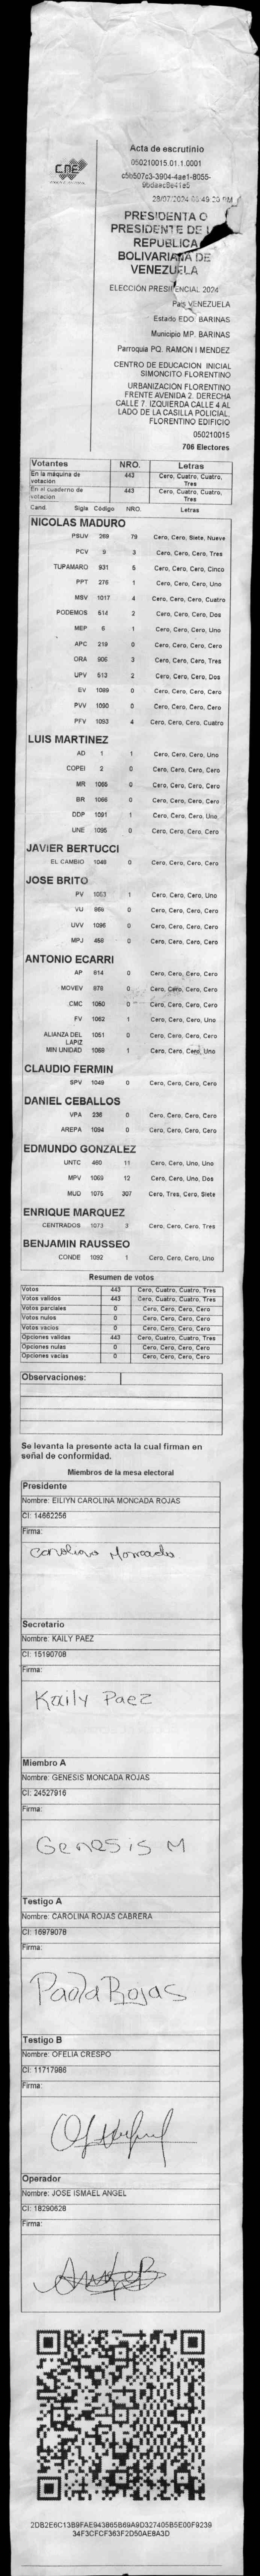 CNE
Acta de escrutinio
050210015.01.1.0001
28/07/2024
PRESIDENTA O
PRESIDENTE DE
REPUBLICA
BOLIVARIANA DE
VENEZUELA
ELECCIÓN PRESIDENCIAL 2024
País VENEZUELA
Estado EDO. BARINAS
Municipio MP. BARINAS
Parroquia PQ. RAMON I MENDEZ
CENTRO DE EDUCACION INICIAL
SIMONCITO FLORENTINO
URBANIZACION FLORENTINO
FRENTE AVENIDA 2. DERECHA
CALLE 7. IZQUIERDA CALLE 4 AL
LADO DE LA CASILLA POLICIAL.
FLORENTINO EDIFICIO
050210015
706 Electores
Votantes NRO. Letras
En la máquina de votación 443 Cero, Cuatro, Cuatro, Tres
En el cuaderno de votación 443 Cero, Cuatro, Cuatro, Tres
Cand. Sigla Código NRO. Letras
NICOLAS MADURO
PSUV 269 79 Cero, Cero, Siete, Nueve
PCV 9 3 Cero, Cero, Cero, Tres
TUPAMARO 931 5 Cero, Cero, Cero, Cinco
PPT 276 1 Cero, Cero, Cero, Uno
MSV 1017 4 Cero, Cero, Cero, Cuatro
PODEMOS 514 2 Cero, Cero, Cero, Dos
MEP 6 1 Cero, Cero, Cero, Uno
APC 219 0 Cero, Cero, Cero, Cero
ORA 906 3 Cero, Cero, Cero, Tres
UPV 513 2 Cero, Cero, Cero, Dos
EV 1089 0 Cero, Cero, Cero, Cero
PVV 1090 0 Cero, Cero, Cero, Cero
PFV 1093 4 Cero, Cero, Cero, Cuatro
LUIS MARTINEZ
AD 1 1 Cero, Cero, Cero, Uno
COPEI 2 0 Cero, Cero, Cero, Cero
MR 1065 0 Cero, Cero, Cero, Cero
BR 1066 0 Cero, Cero, Cero, Cero
DDP 1091 1 Cero, Cero, Cero, Uno
UNE 1095 0 Cero, Cero, Cero, Cero
JAVIER BERTUCCI
EL CAMBIO 1048 0 Cero, Cero, Cero, Cero
JOSE BRITO
PV 1053 1 Cero, Cero, Cero, Uno
VU 866 0 Cero, Cero, Cero, Cero
UVV 1096 0 Cero, Cero, Cero, Cero
MPJ 459 0 Cero, Cero, Cero, Cero
ANTONIO ECARRI
AP 814 0 Cero, Cero, Cero, Cero
MOVEV 878 0 Cero, Cero, Cero, Cero
CMC 1050 0 Cero, Cero, Cero, Cero
FV 1062 1 Cero, Cero, Cero, Uno
ALIANZA DEL LAPIZ 1051 0 Cero, Cero, Cero, Cero
MIN UNIDAD 1069 1 Cero, Cero, Cero, Uno
CLAUDIO FERMIN
SPV 1049 0 Cero, Cero, Cero, Cero
DANIEL CEBALLOS
VPA 236 0 Cero, Cero, Cero, Cero
AREPA 1094 0 Cero, Cero, Cero, Cero
EDMUNDO GONZALEZ
UNTC 460 11 Cero, Cero, Uno, Uno
MPV 1069 12 Cero, Cero, Uno, Dos
MUD 1075 307 Cero, Tres, Cero, Siete
ENRIQUE MARQUEZ
CENTRADOS 1073 3 Cero, Cero, Cero, Tres
BENJAMIN RAUSSEO
CONDE 1092 1 Cero, Cero, Cero, Uno
Resumen de votos
Votos 443 Cero, Cuatro, Cuatro, Tres
Votos validos 443 Cero, Cuatro, Cuatro, Tres
Votos parciales 0 Cero, Cero, Cero, Cero
Votos nulos 0 Cero, Cero, Cero, Cero
Votos vacios 0 Cero, Cero, Cero, Cero
Opciones validas 443 Cero, Cuatro, Cuatro, Tres
Opciones nulas 0 Cero, Cero, Cero, Cero
Opciones vacías 0 Cero, Cero, Cero, Cero
Observaciones:
Se levanta la presente acta la cual firman en
señal de conformidad.
Miembros de la mesa electoral
Presidente
Nombre: EILIYN CAROLINA MONCADA ROJAS
CI: 14662256
Firma:
Carolina Moncada
Secretario
Nombre: KAILY PAEZ
CI: 15190708
Firma:
Kaily Paez
Miembro A
Nombre: GENESIS MONCADA ROJAS
CI: 24527916
Firma:
Genesis M
Testigo A
Nombre: CAROLINA ROJAS CABRERA
CI: 16979078
Firma:
Paola Rojas
Testigo B
Nombre: OFELIA CRESPO
CI: 11717986
Firma:
Operador
Nombre: JOSE ISMAEL ANGEL
CI: 18290628
Firma:
2DB2E6C13B9FAE943865B69A9D327405B5E00F9239
34F3CFCF363F2D50AE8A3D